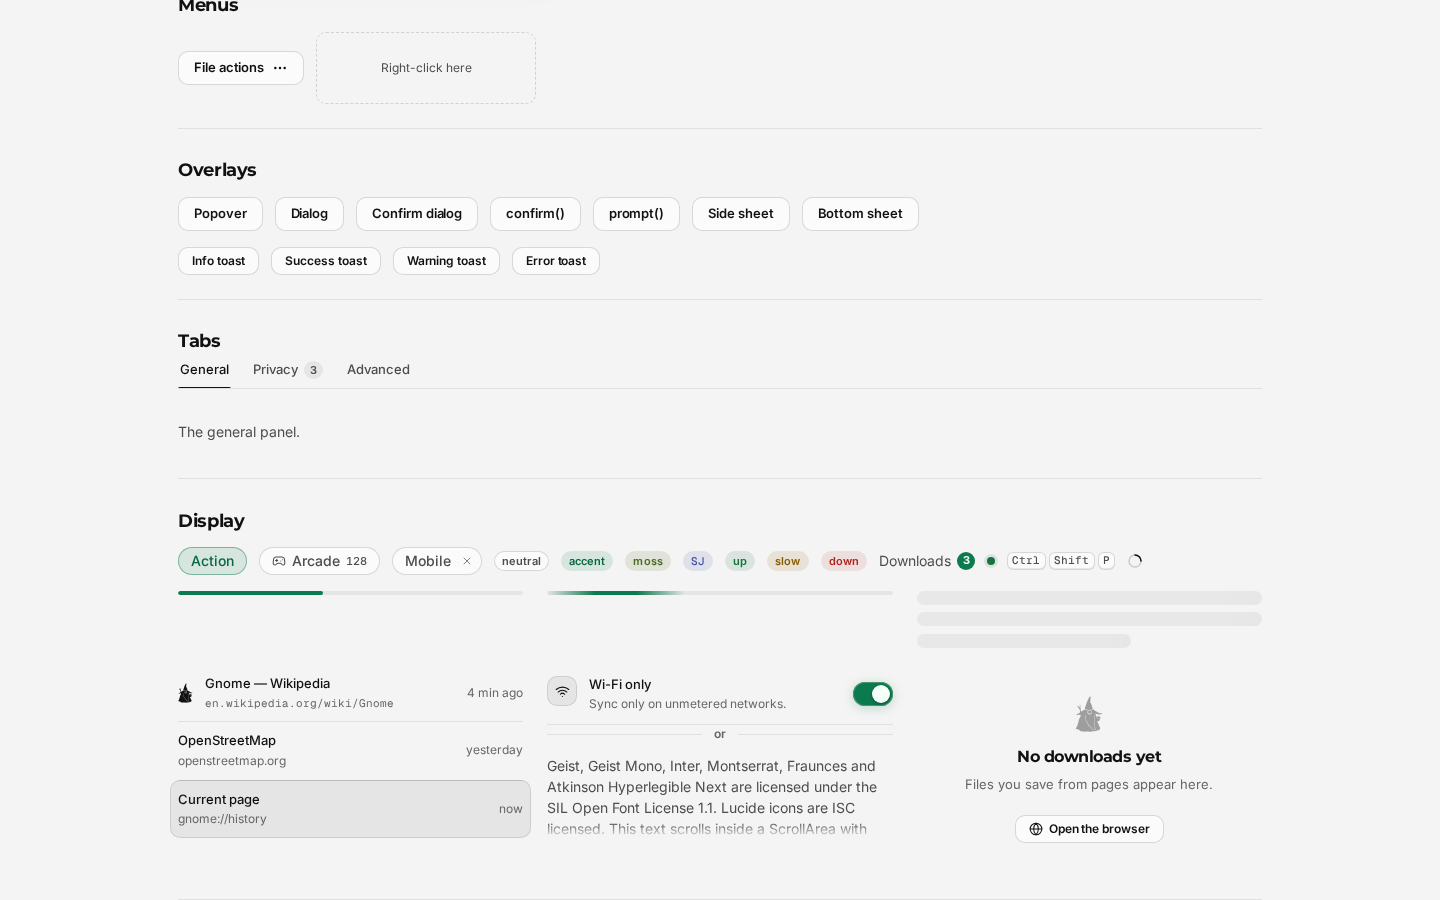 Menus
File actions ···
Right-click here
Overlays
Popover
Dialog
Confirm dialog
confirm()
prompt()
Side sheet
Bottom sheet
Info toast
Success toast
Warning toast
Error toast
Tabs
General
Privacy 3
Advanced
The general panel.
Display
Action
Arcade 128
Mobile
neutral
accent
moss
SJ
up
slow
down
Downloads 3
Ctrl Shift P
Gnome — Wikipedia
en.wikipedia.org/wiki/Gnome
4 min ago
OpenStreetMap
openstreetmap.org
yesterday
Current page
gnome://history
now
Wi-Fi only
Sync only on unmetered networks.
or
Geist, Geist Mono, Inter, Montserrat, Fraunces and
Atkinson Hyperlegible Next are licensed under the
SIL Open Font License 1.1. Lucide icons are ISC
licensed. This text scrolls inside a ScrollArea with
No downloads yet
Files you save from pages appear here.
Open the browser